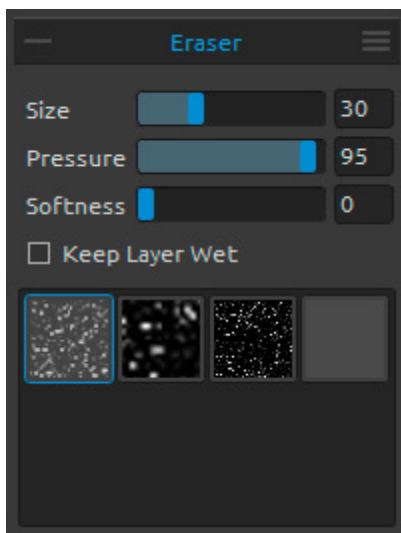 Eraser
Size 30
Pressure 95
Softness 0
Keep Layer Wet